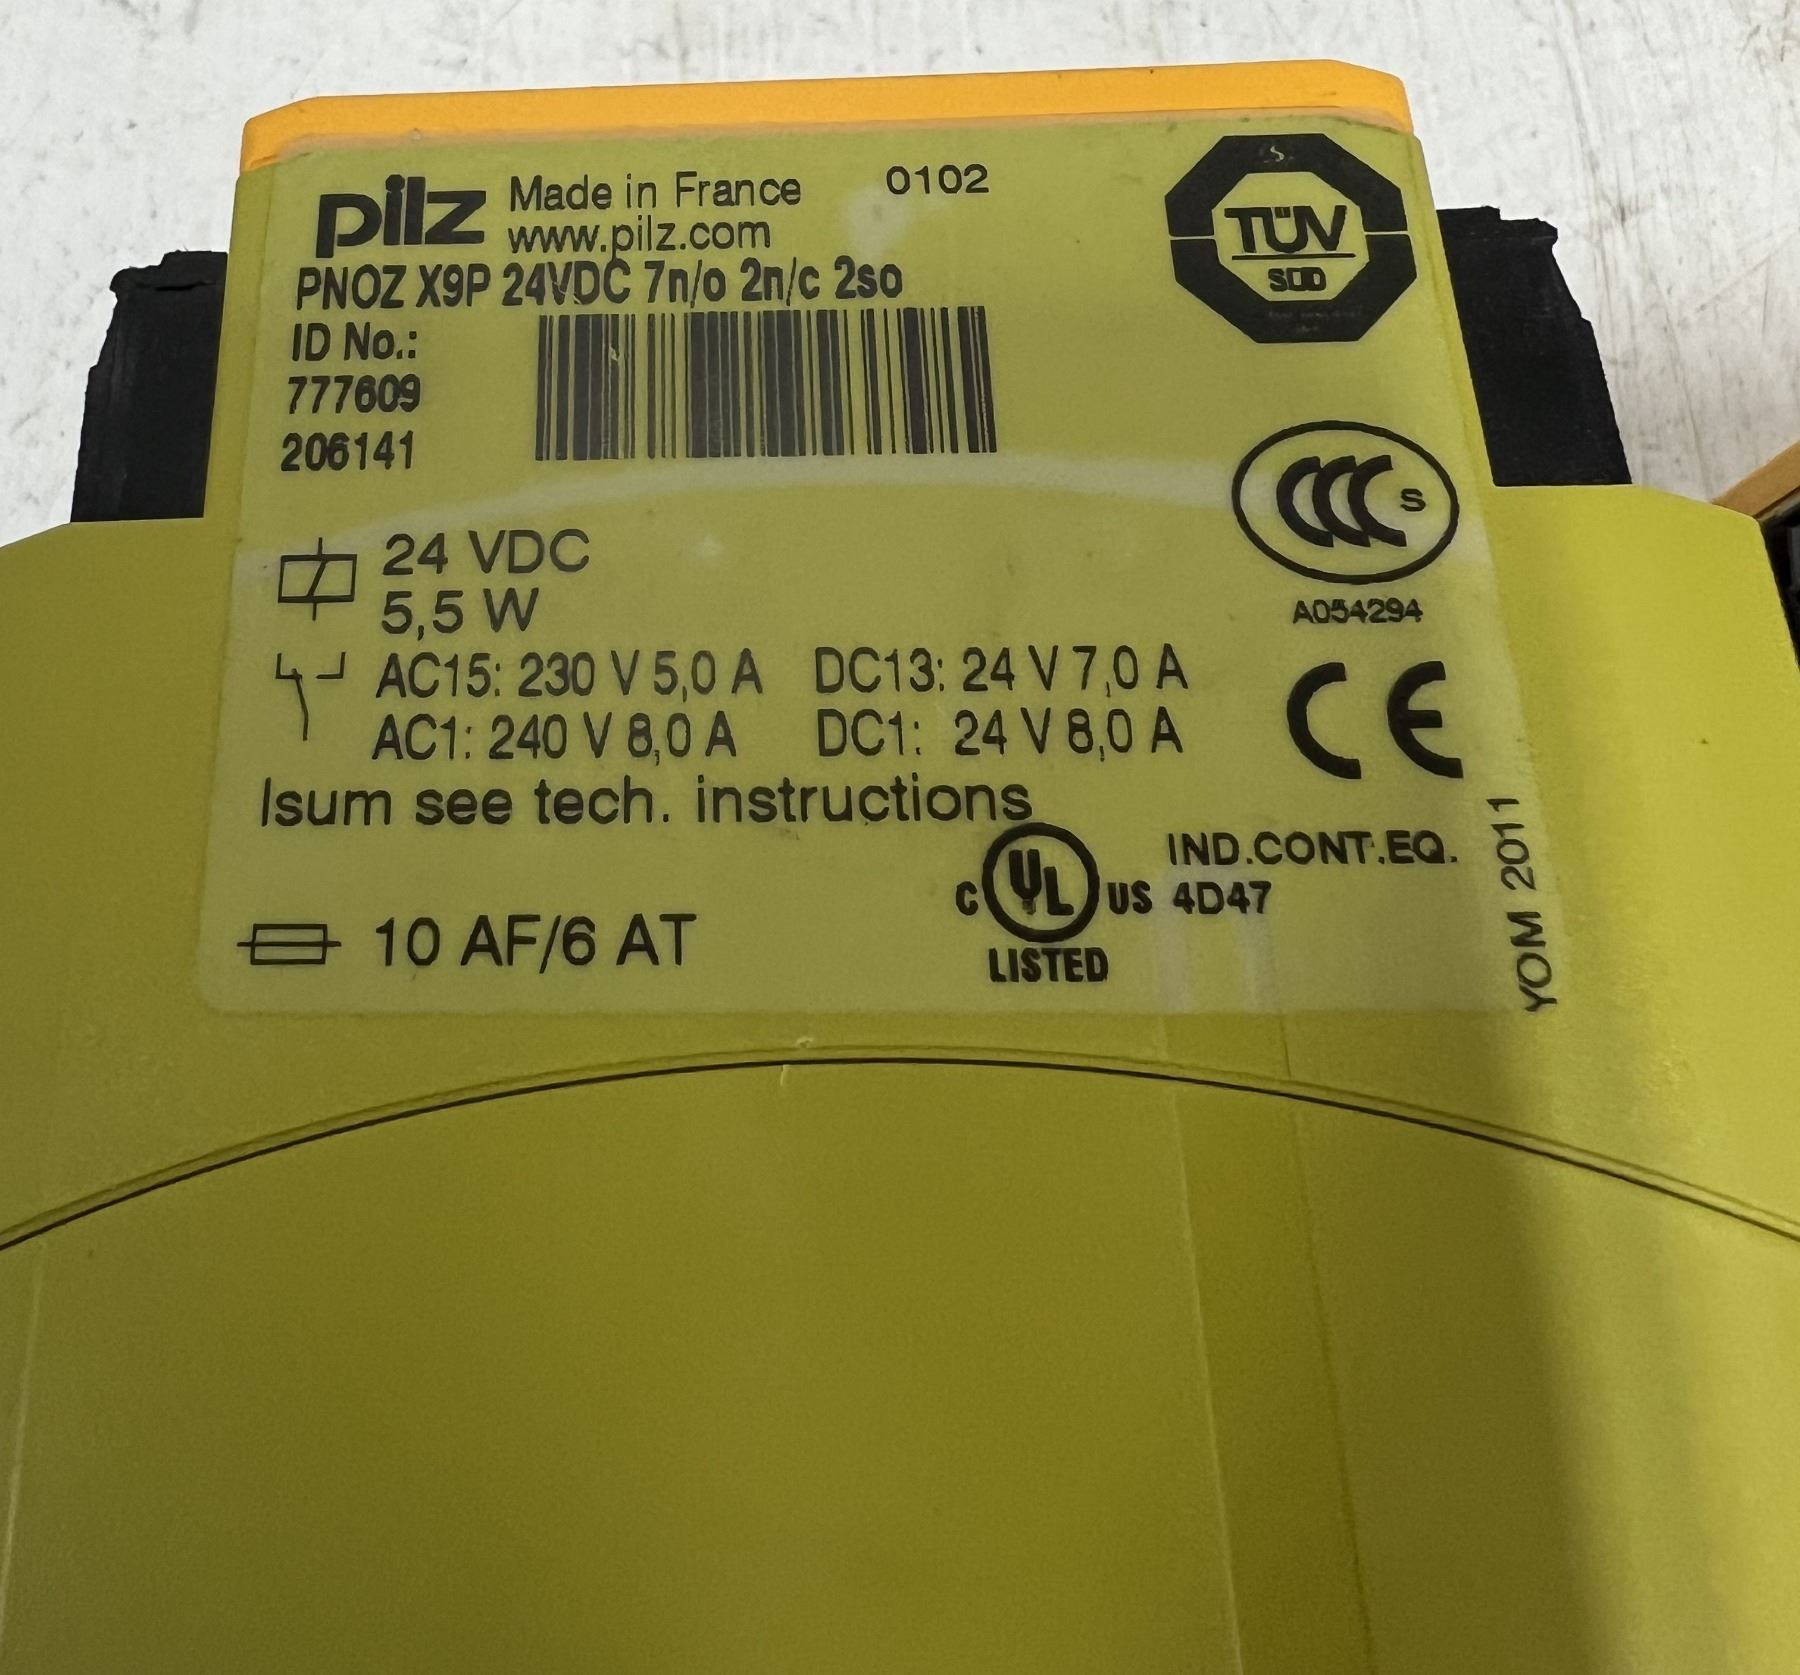 pilz Made in France 0102
www.pilz.com
PNOZ X9P 24VDC 7n/o 2n/c 2so
ID No.:
777609
206141
24 VDC
5,5 W
AC15: 230 V 5,0 A DC13: 24 V 7,0 A
AC1: 240 V 8,0 A DC1: 24 V 8,0 A
Isum see tech. instructions
10 AF/6 AT
TÜV
SÜD
CCC S
A054294
CE
C UL US
LISTED
IND.CONT.EQ.
4D47
YOM 2011